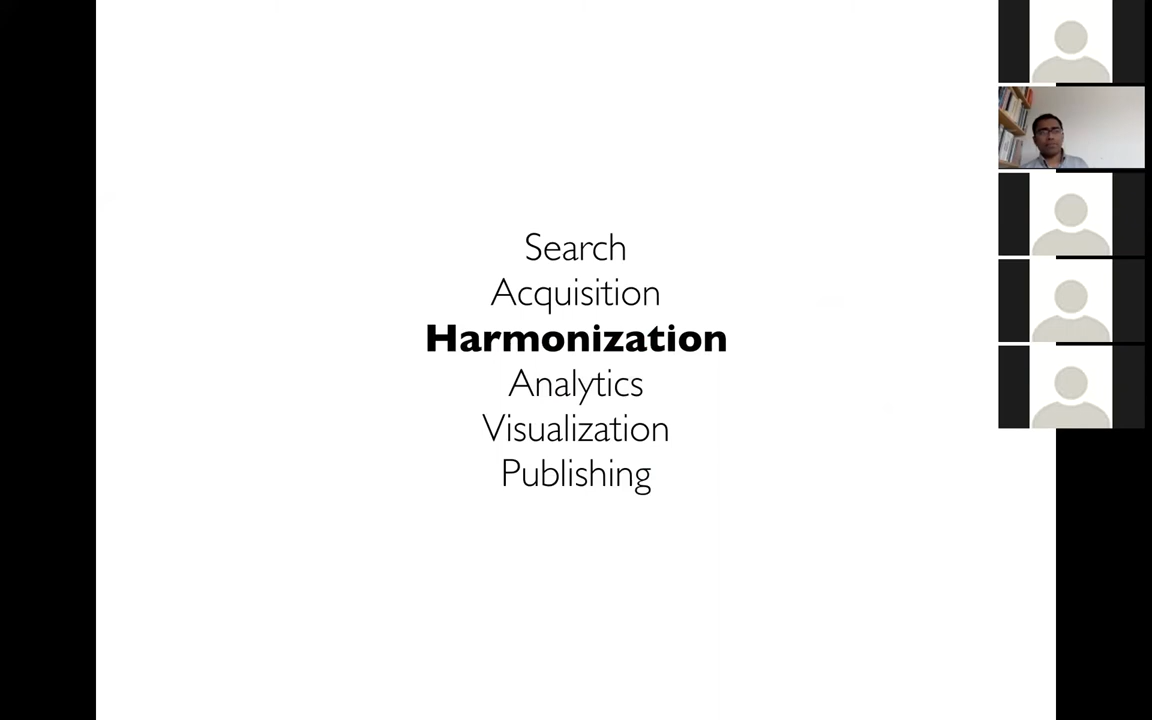 Search
Acquisition
Harmonization
Analytics
Visualization
Publishing